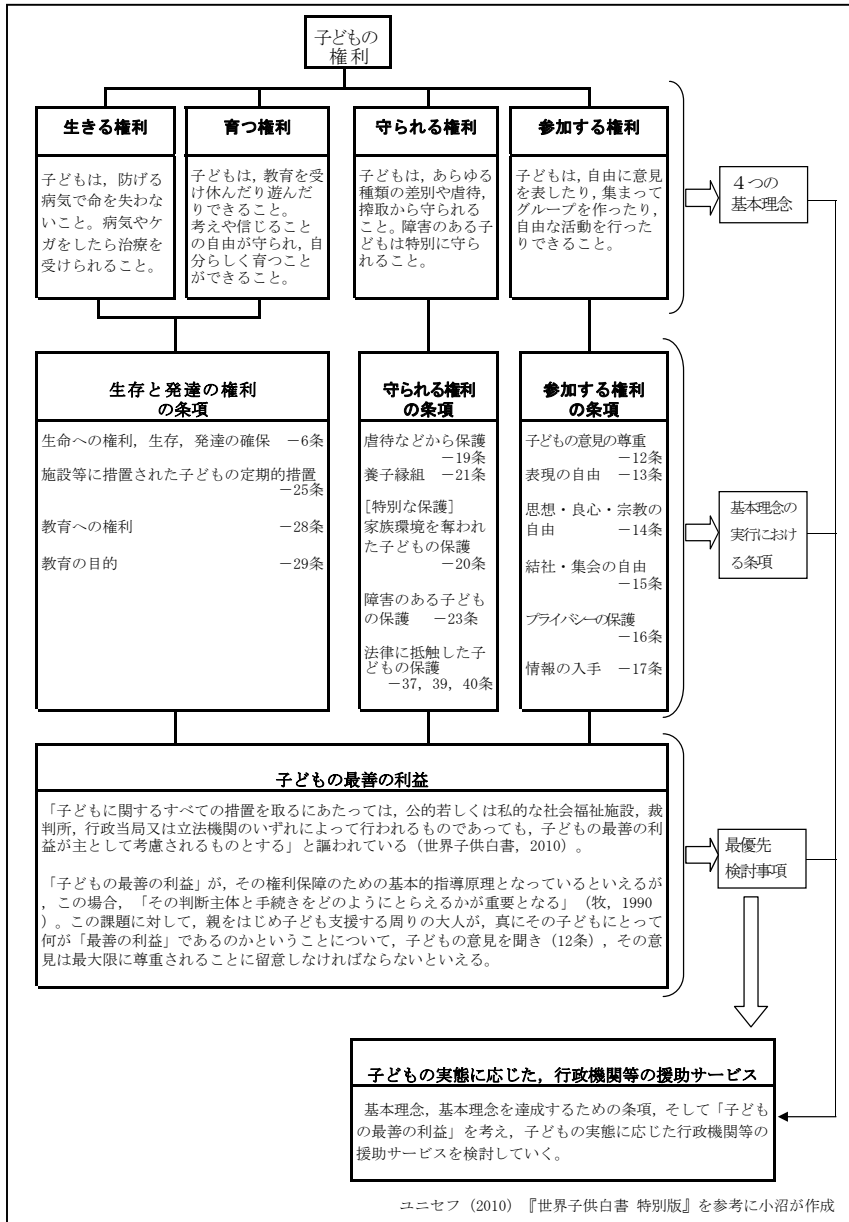 子どもの
権利
生きる権利
子どもは，防げる
病気で命を失わな
いこと。病気やケ
ガをしたら治療を
受けられること。
育つ権利
子どもは，教育を受
け休んだり遊んだ
りできること。
考えや信じること
の自由が守られ，自
分らしく育つこと
ができること。
守られる権利
子どもは，あらゆる
種類の差別や虐待，
搾取から守られる
こと。障害のある子
どもは特別に守ら
れること。
参加する権利
子どもは，自由に意見
を表したり，集まって
グループを作ったり，
自由な活動を行った
りできること。
４つの
基本理念
生存と発達の権利
の条項
生命への権利，生存，発達の確保　－6条
施設等に措置された子どもの定期的措置
－25条
教育への権利　－28条
教育の目的　－29条
守られる権利
の条項
虐待などから保護
－19条
養子縁組　－21条
［特別な保護］
家族環境を奪われ
た子どもの保護
－20条
障害のある子ども
の保護　－23条
法律に抵触した子
どもの保護
－37，39，40条
参加する権利
の条項
子どもの意見の尊重
－12条
表現の自由　－13条
思想・良心・宗教の
自由　－14条
結社・集会の自由
－15条
プライバシーの保護
－16条
情報の入手　－17条
基本理念の
実行におけ
る条項
子どもの最善の利益
「子どもに関するすべての措置を取るにあたっては，公的若しくは私的な社会福祉施設，裁
判所，行政当局又は立法機関のいずれによって行われるものであっても，子どもの最善の利
益が主として考慮されるものとする」と謳われている（世界子供白書，2010）。
「子どもの最善の利益」が，その権利保障のための基本的指導原理となっているといえるが
，この場合，「その判断主体と手続きをどのようにとらえるかが重要となる」（牧，1990
）。この課題に対して，親をはじめ子ども支援する周りの大人が，真にその子どもにとって
何が「最善の利益」であるのかということについて，子どもの意見を聞き（12条），その意
見は最大限に尊重されることに留意しなければならないといえる。
最優先
検討事項
子どもの実態に応じた，行政機関等の援助サービス
基本理念，基本理念を達成するための条項，そして「子ども
の最善の利益」を考え，子どもの実態に応じた行政機関等の
援助サービスを検討していく。
ユニセフ（2010）『世界子供白書 特別版』を参考に小沼が作成